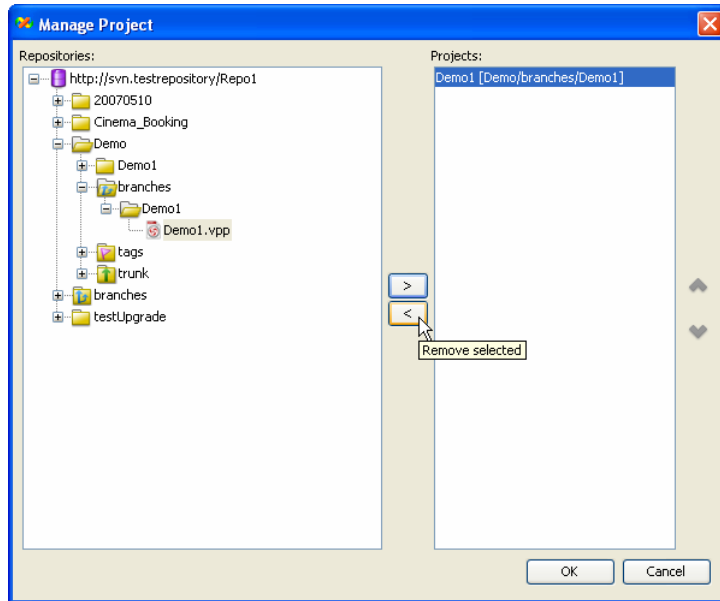 Manage Project
Repositories:
http://svn.testrepository/Repo1
20070510
Cinema_Booking
Demo
Demo1
branches
Demo1
Demo1.vpp
tags
trunk
branches
testUpgrade
>
<
Remove selected
Projects:
Demo1 [Demo/branches/Demo1]
OK
Cancel